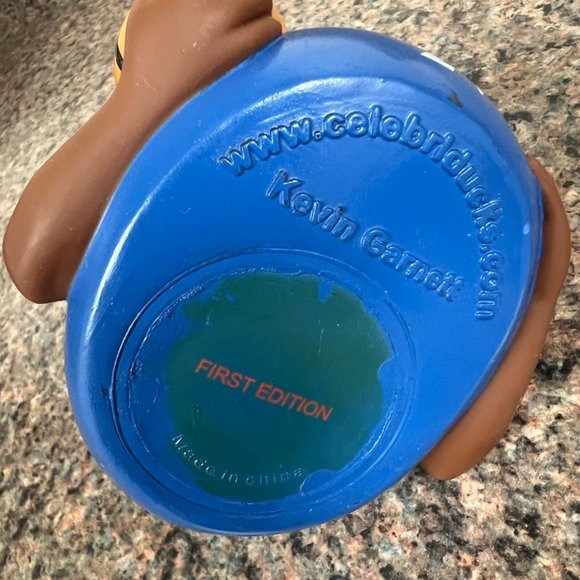 www.celebriducks.com
Kevin Garnett
FIRST EDITION
Made in china